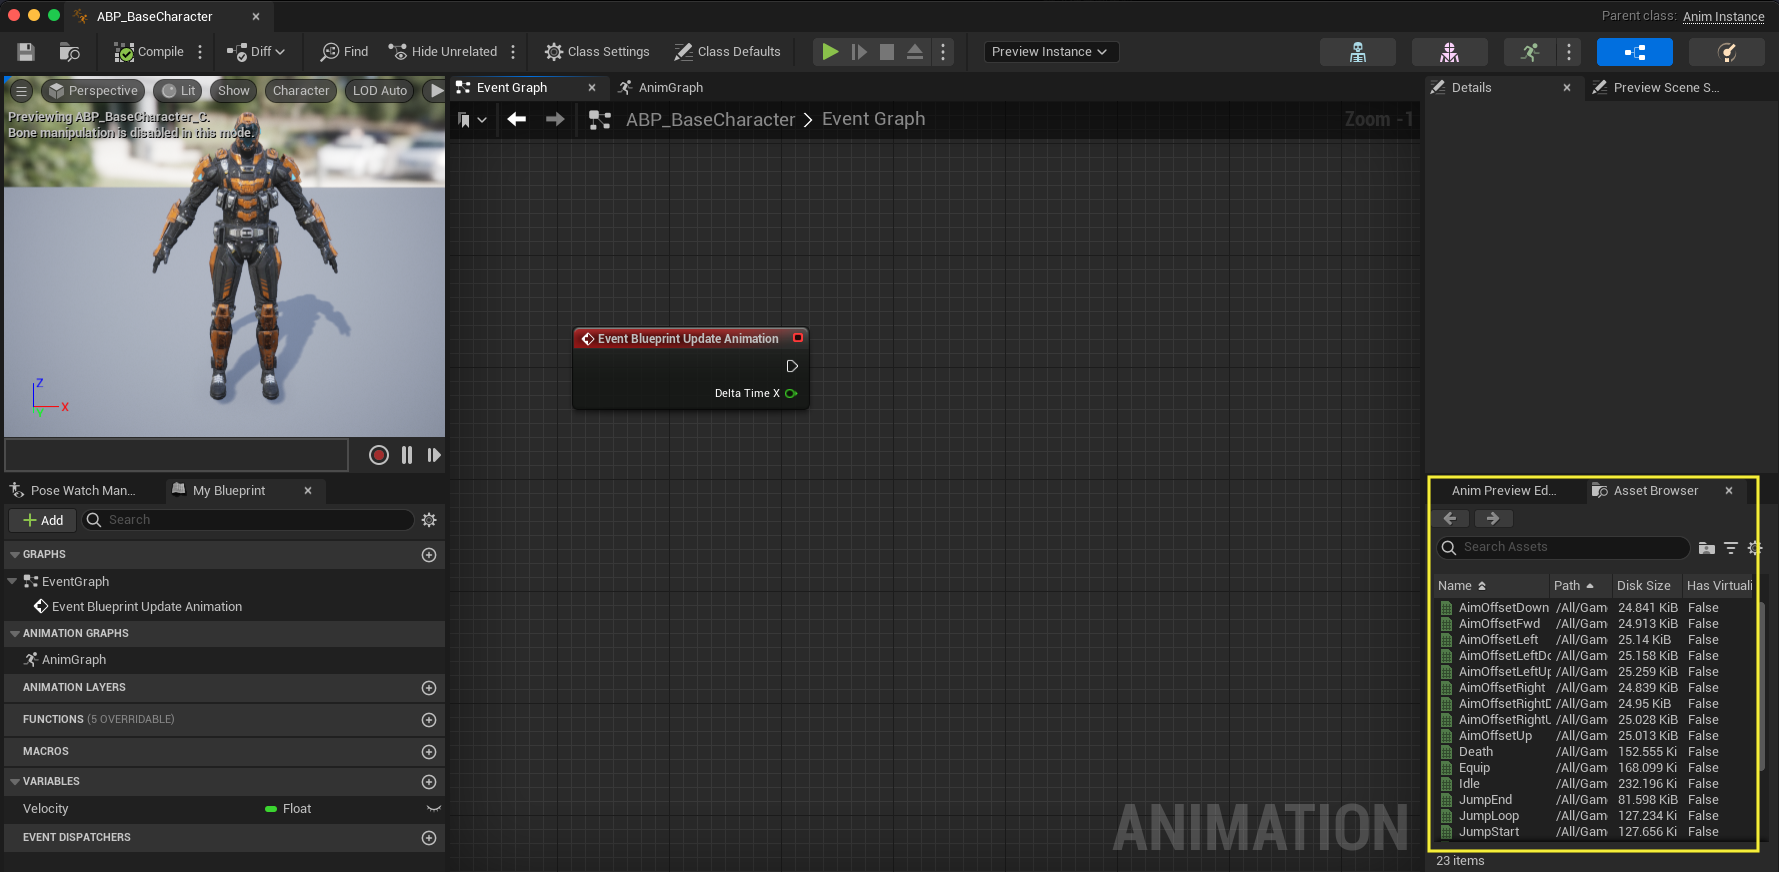 ABP_BaseCharacter
Parent class: Anim Instance
Compile
Diff
Find
Hide Unrelated
Class Settings
Class Defaults
Preview Instance
Perspective
Lit
Show
Character
LOD Auto
Previewing ABP_BaseCharacter_C.
Bone manipulation is disabled in this mode.
Z
X
Event Graph
AnimGraph
ABP_BaseCharacter > Event Graph
Zoom -1
Event Blueprint Update Animation
Delta Time X
ANIMATION
Pose Watch Man...
My Blueprint
Add
Search
GRAPHS
EventGraph
Event Blueprint Update Animation
ANIMATION GRAPHS
AnimGraph
ANIMATION LAYERS
FUNCTIONS (5 OVERRIDABLE)
MACROS
VARIABLES
Velocity Float
EVENT DISPATCHERS
Details
Preview Scene S...
Anim Preview Ed...
Asset Browser
Search Assets
Name Path Disk Size Has Virtuali
AimOffsetDown /All/Gam 24.841 KiB False
AimOffsetFwd /All/Gam 24.913 KiB False
AimOffsetLeft /All/Gam 25.14 KiB False
AimOffsetLeftDo /All/Gam 25.158 KiB False
AimOffsetLeftUp /All/Gam 25.259 KiB False
AimOffsetRight /All/Gam 24.839 KiB False
AimOffsetRightD /All/Gam 24.95 KiB False
AimOffsetRightU /All/Gam 25.028 KiB False
AimOffsetUp /All/Gam 25.013 KiB False
Death /All/Gam 152.555 Ki False
Equip /All/Gam 168.099 Ki False
Idle /All/Gam 232.196 Ki False
JumpEnd /All/Gam 81.598 KiB False
JumpLoop /All/Gam 127.234 Ki False
JumpStart /All/Gam 127.656 Ki False
23 items